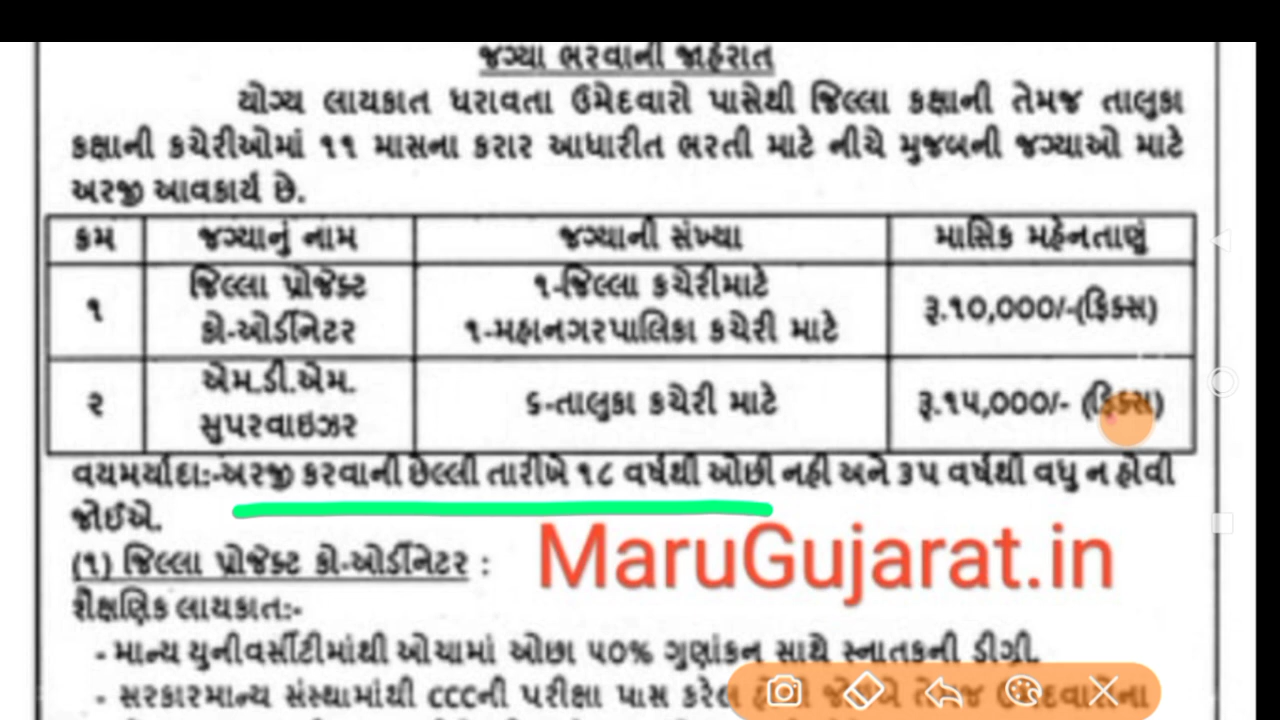 જગ્યા ભરવાની જાહેરાત
યોગ્ય લાયકાત ધરાવતા ઉમેદવારો પાસેથી જિલ્લા કક્ષાની તેમજ તાલુકા
કક્ષાની કચેરીઓમાં ૧૧ માસના કરાર આધારીત ભરતી માટે નીચે મુજબની જગ્યાઓ માટે
અરજી આવકાર્ય છે.
ક્રમ જગ્યાનું નામ જગ્યાની સંખ્યા માસિક મહેનતાણું
૧ જિલ્લા પ્રોજેક્ટ કો-ઓર્ડીનેટર ૧-જિલ્લા કચેરીમાટે ૧-મહાનગરપાલિકા કચેરી માટે રૂ.૧૦,૦૦૦/-(ફિક્સ)
૨ એમ.ડી.એમ. સુપરવાઇઝર ૬-તાલુકા કચેરી માટે રૂ.૧૫,૦૦૦/- (ફિક્સ)
વયમર્યાદા:-અરજી કરવાની છેલ્લી તારીખે ૧૮ વર્ષથી ઓછી નહી અને ૩૫ વર્ષથી વધુ ન હોવી
જોઈએ.
MaruGujarat.in
(૧) જિલ્લા પ્રોજેક્ટ કો-ઓર્ડીનેટર :
શૈક્ષણિક લાયકાત:-
- માન્ય યુનીવર્સીટીમાંથી ઓચામાં ઓછા ૫૦% ગુણાંકન સાથે સ્નાતકની ડીગ્રી.
- સરકારમાન્ય સંસ્થામાંથી CCCની પરીક્ષા પાસ કરેલ હોવી જોઈએ તેમજ ઉમેદવારોના